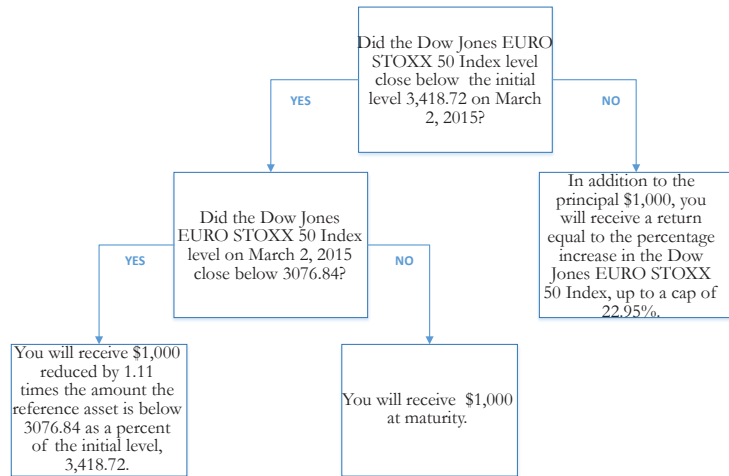 Did the Dow Jones EURO
STOXX 50 Index level
close below the initial
level 3,418.72 on March
2, 2015?
YES
NO
Did the Dow Jones
EURO STOXX 50 Index
level on March 2, 2015
close below 3076.84?
In addition to the
principal $1,000, you
will receive a return
equal to the percentage
increase in the Dow
Jones EURO STOXX
50 Index, up to a cap of
22.95%.
YES
NO
You will receive $1,000
reduced by 1.11
times the amount the
reference asset is below
3076.84 as a percent
of the initial level,
3,418.72.
You will receive $1,000
at maturity.